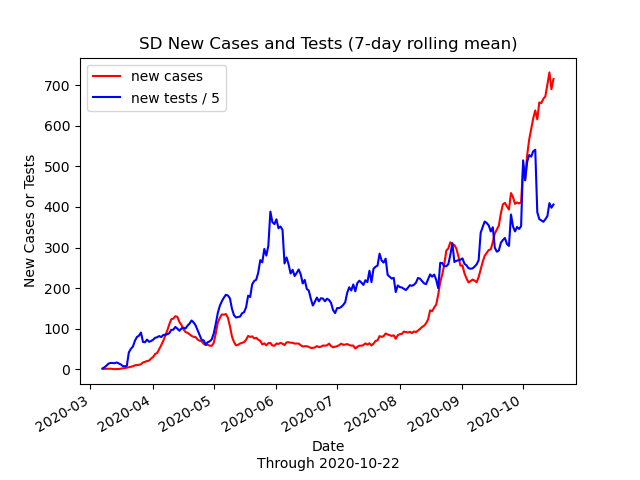 SD New Cases and Tests (7-day rolling mean)
new cases
new tests / 5
New Cases or Tests
700
600
500
400
300
200
100
0
2020-03
2020-04
2020-05
2020-06
2020-07
2020-08
2020-09
2020-10
Date
Through 2020-10-22